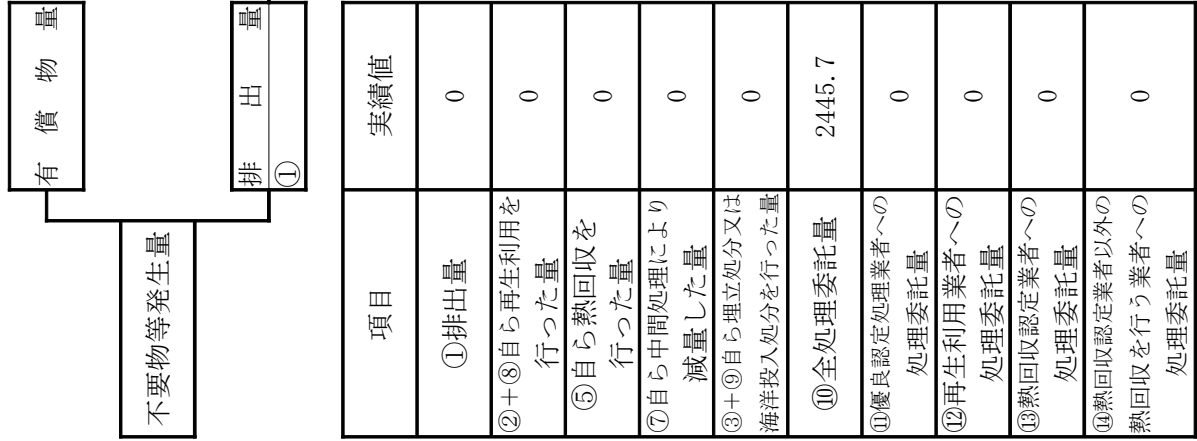 有償物量
不要物等発生量
排出量
①
項目 実績値
①排出量 0
②+⑧自ら再生利用を
行った量 0
⑤自ら熱回収を
行った量 0
⑦自ら中間処理により
減量した量 0
③+⑨自ら埋立処分又は
海洋投入処分を行った量 0
⑩全処理委託量 2445.7
⑪優良認定処理業者への
処理委託量 0
⑫再生利用業者への
処理委託量 0
⑬熱回収認定業者への
処理委託量 0
⑭熱回収認定業者以外の
熱回収を行う業者への
処理委託量 0